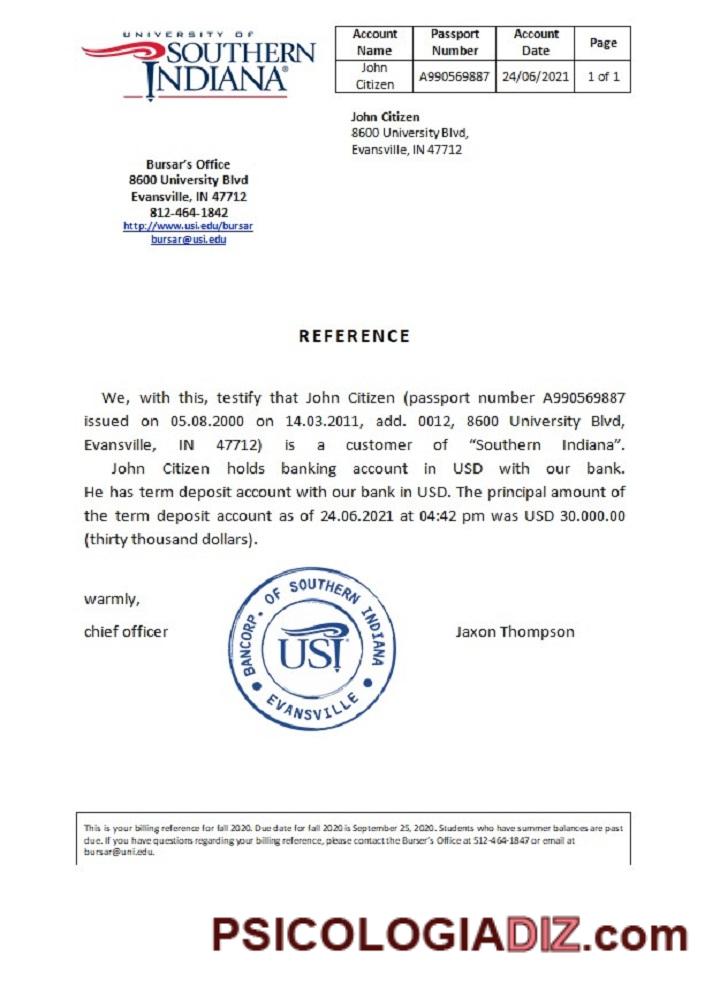 UNIVERSITY OF
SOUTHERN
INDIANA®
Account Name Passport Number Account Date Page
John Citizen A990569887 24/06/2021 1 of 1
John Citizen
8600 University Blvd,
Evansville, IN 47712
Bursar's Office
8600 University Blvd
Evansville, IN 47712
812-464-1842
http://www.usi.edu/bursar
bursar@usi.edu
REFERENCE
We, with this, testify that John Citizen (passport number A990569887
issued on 05.08.2000 on 14.03.2011, add. 0012, 8600 University Blvd,
Evansville, IN 47712) is a customer of “Southern Indiana”.
John Citizen holds banking account in USD with our bank.
He has term deposit account with our bank in USD. The principal amount of
the term deposit account as of 24.06.2021 at 04:42 pm was USD 30.000.00
(thirty thousand dollars).
warmly,
chief officer
BANCORP. OF SOUTHERN INDIANA
USI
EVANSVILLE
Jaxon Thompson
This is your billing reference for fall 2020. Due date for fall 2020 is September 25, 2020. Students who have summer balances are past
due. If you have questions regarding your billing reference, please contact the Burser's Office at 512-464-1847 or email at
bursar@uni.edu.
PSICOLOGIADIZ.com